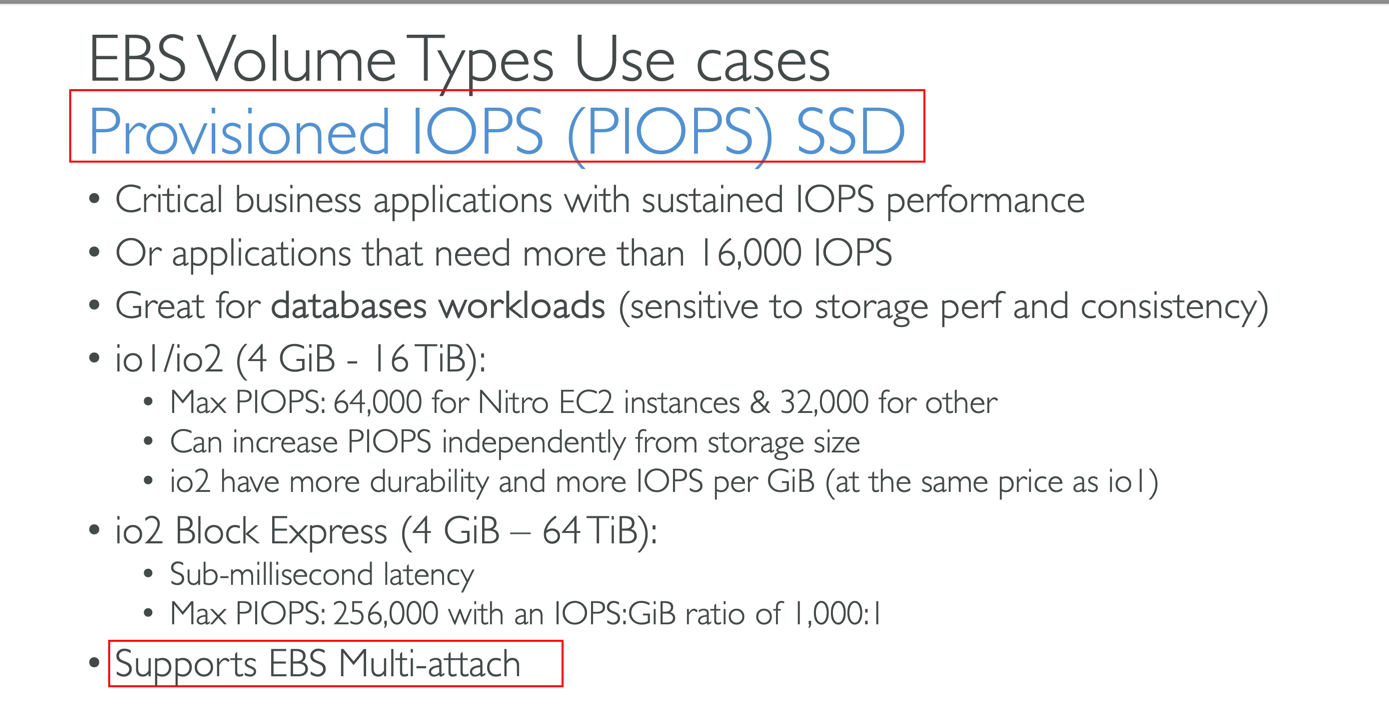 EBS Volume Types Use cases
Provisioned IOPS (PIOPS) SSD
• Critical business applications with sustained IOPS performance
• Or applications that need more than 16,000 IOPS
• Great for databases workloads (sensitive to storage perf and consistency)
• io1/io2 (4 GiB - 16 TiB):
• Max PIOPS: 64,000 for Nitro EC2 instances & 32,000 for other
• Can increase PIOPS independently from storage size
• io2 have more durability and more IOPS per GiB (at the same price as io1)
• io2 Block Express (4 GiB – 64 TiB):
• Sub-millisecond latency
• Max PIOPS: 256,000 with an IOPS:GiB ratio of 1,000:1
• Supports EBS Multi-attach